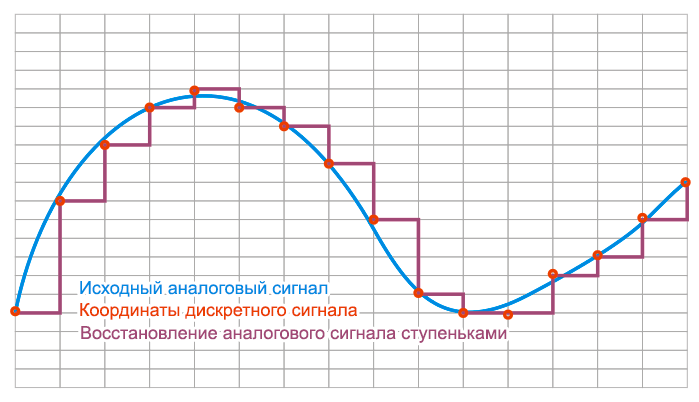 Исходный аналоговый сигнал
Координаты дискретного сигнала
Восстановление аналогового сигнала ступеньками